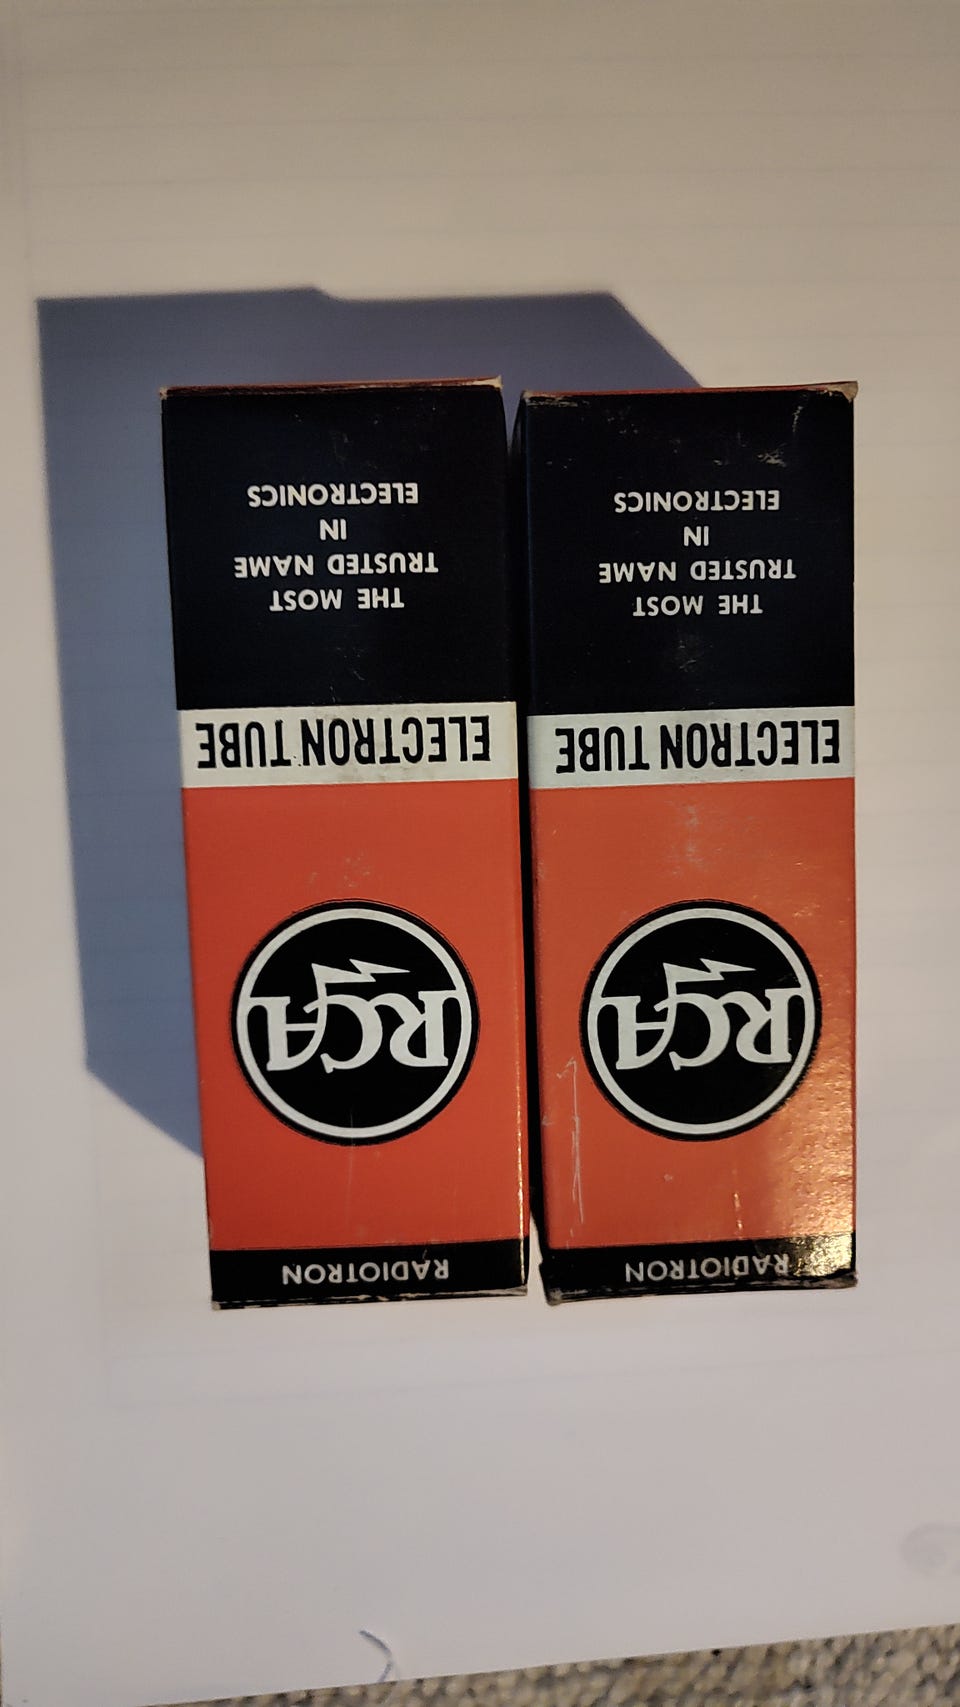 RADIOTRON
RCA
ELECTRON TUBE
THE MOST
TRUSTED NAME
IN
ELECTRONICS
RADIOTRON
RCA
ELECTRON TUBE
THE MOST
TRUSTED NAME
IN
ELECTRONICS